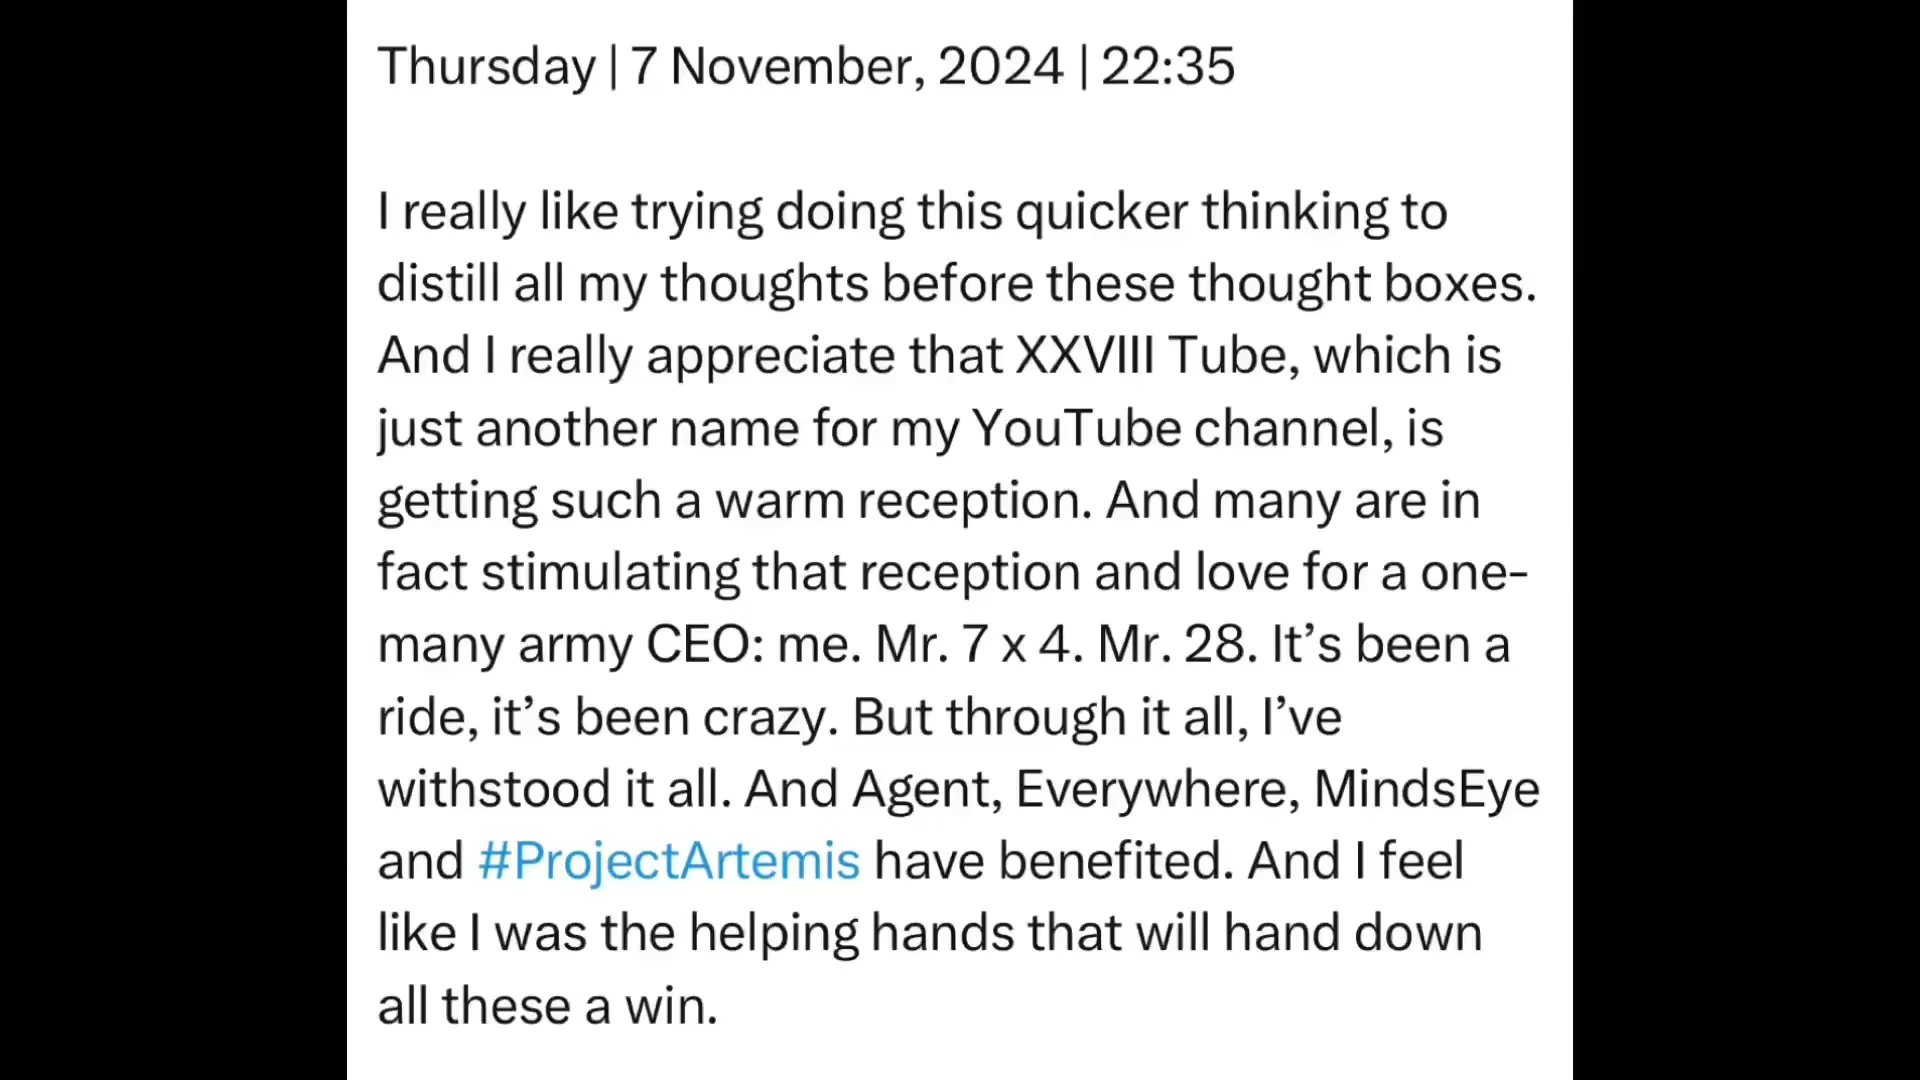 Thursday | 7 November, 2024 | 22:35
I really like trying doing this quicker thinking to
distill all my thoughts before these thought boxes.
And I really appreciate that XXVIII Tube, which is
just another name for my YouTube channel, is
getting such a warm reception. And many are in
fact stimulating that reception and love for a one-
many army CEO: me. Mr. 7 x 4. Mr. 28. It’s been a
ride, it’s been crazy. But through it all, I’ve
withstood it all. And Agent, Everywhere, MindsEye
and #ProjectArtemis have benefited. And I feel
like I was the helping hands that will hand down
all these a win.